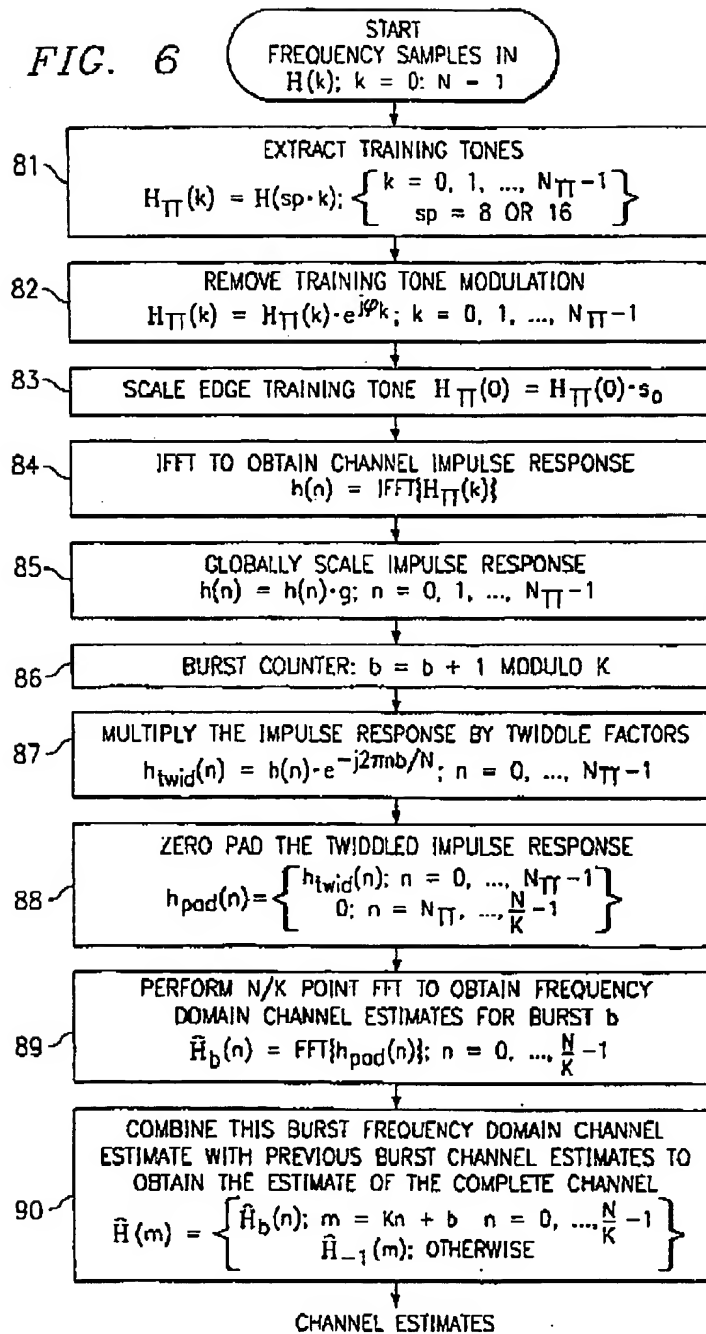 FIG. 6
START
FREQUENCY SAMPLES IN
H(k); k = 0: N - 1
81
EXTRACT TRAINING TONES
H_TT(k) = H(sp·k); { k = 0, 1, ..., N_TT-1
sp = 8 OR 16 }
82
REMOVE TRAINING TONE MODULATION
H_TT(k) = H_TT(k)·e^jφk; k = 0, 1, ..., N_TT-1
83
SCALE EDGE TRAINING TONE H_TT(0) = H_TT(0)·s_0
84
IFFT TO OBTAIN CHANNEL IMPULSE RESPONSE
h(n) = IFFT{H_TT(k)}
85
GLOBALLY SCALE IMPULSE RESPONSE
h(n) = h(n)·g; n = 0, 1, ..., N_TT-1
86
BURST COUNTER: b = b + 1 MODULO K
87
MULTIPLY THE IMPULSE RESPONSE BY TWIDDLE FACTORS
h_twid(n) = h(n)·e^-j2πnb/N; n = 0, ..., N_TT-1
88
ZERO PAD THE TWIDDLED IMPULSE RESPONSE
h_pad(n) = { h_twid(n); n = 0, ..., N_TT-1
0; n = N_TT, ..., N/K -1 }
89
PERFORM N/K POINT FFT TO OBTAIN FREQUENCY
DOMAIN CHANNEL ESTIMATES FOR BURST b
Ĥ_b(n) = FFT{h_pad(n)}; n = 0, ..., N/K -1
90
COMBINE THIS BURST FREQUENCY DOMAIN CHANNEL
ESTIMATE WITH PREVIOUS BURST CHANNEL ESTIMATES TO
OBTAIN THE ESTIMATE OF THE COMPLETE CHANNEL
Ĥ(m) = { Ĥ_b(n); m = Kn + b n = 0, ..., N/K -1
Ĥ_-1(m); OTHERWISE }
CHANNEL ESTIMATES